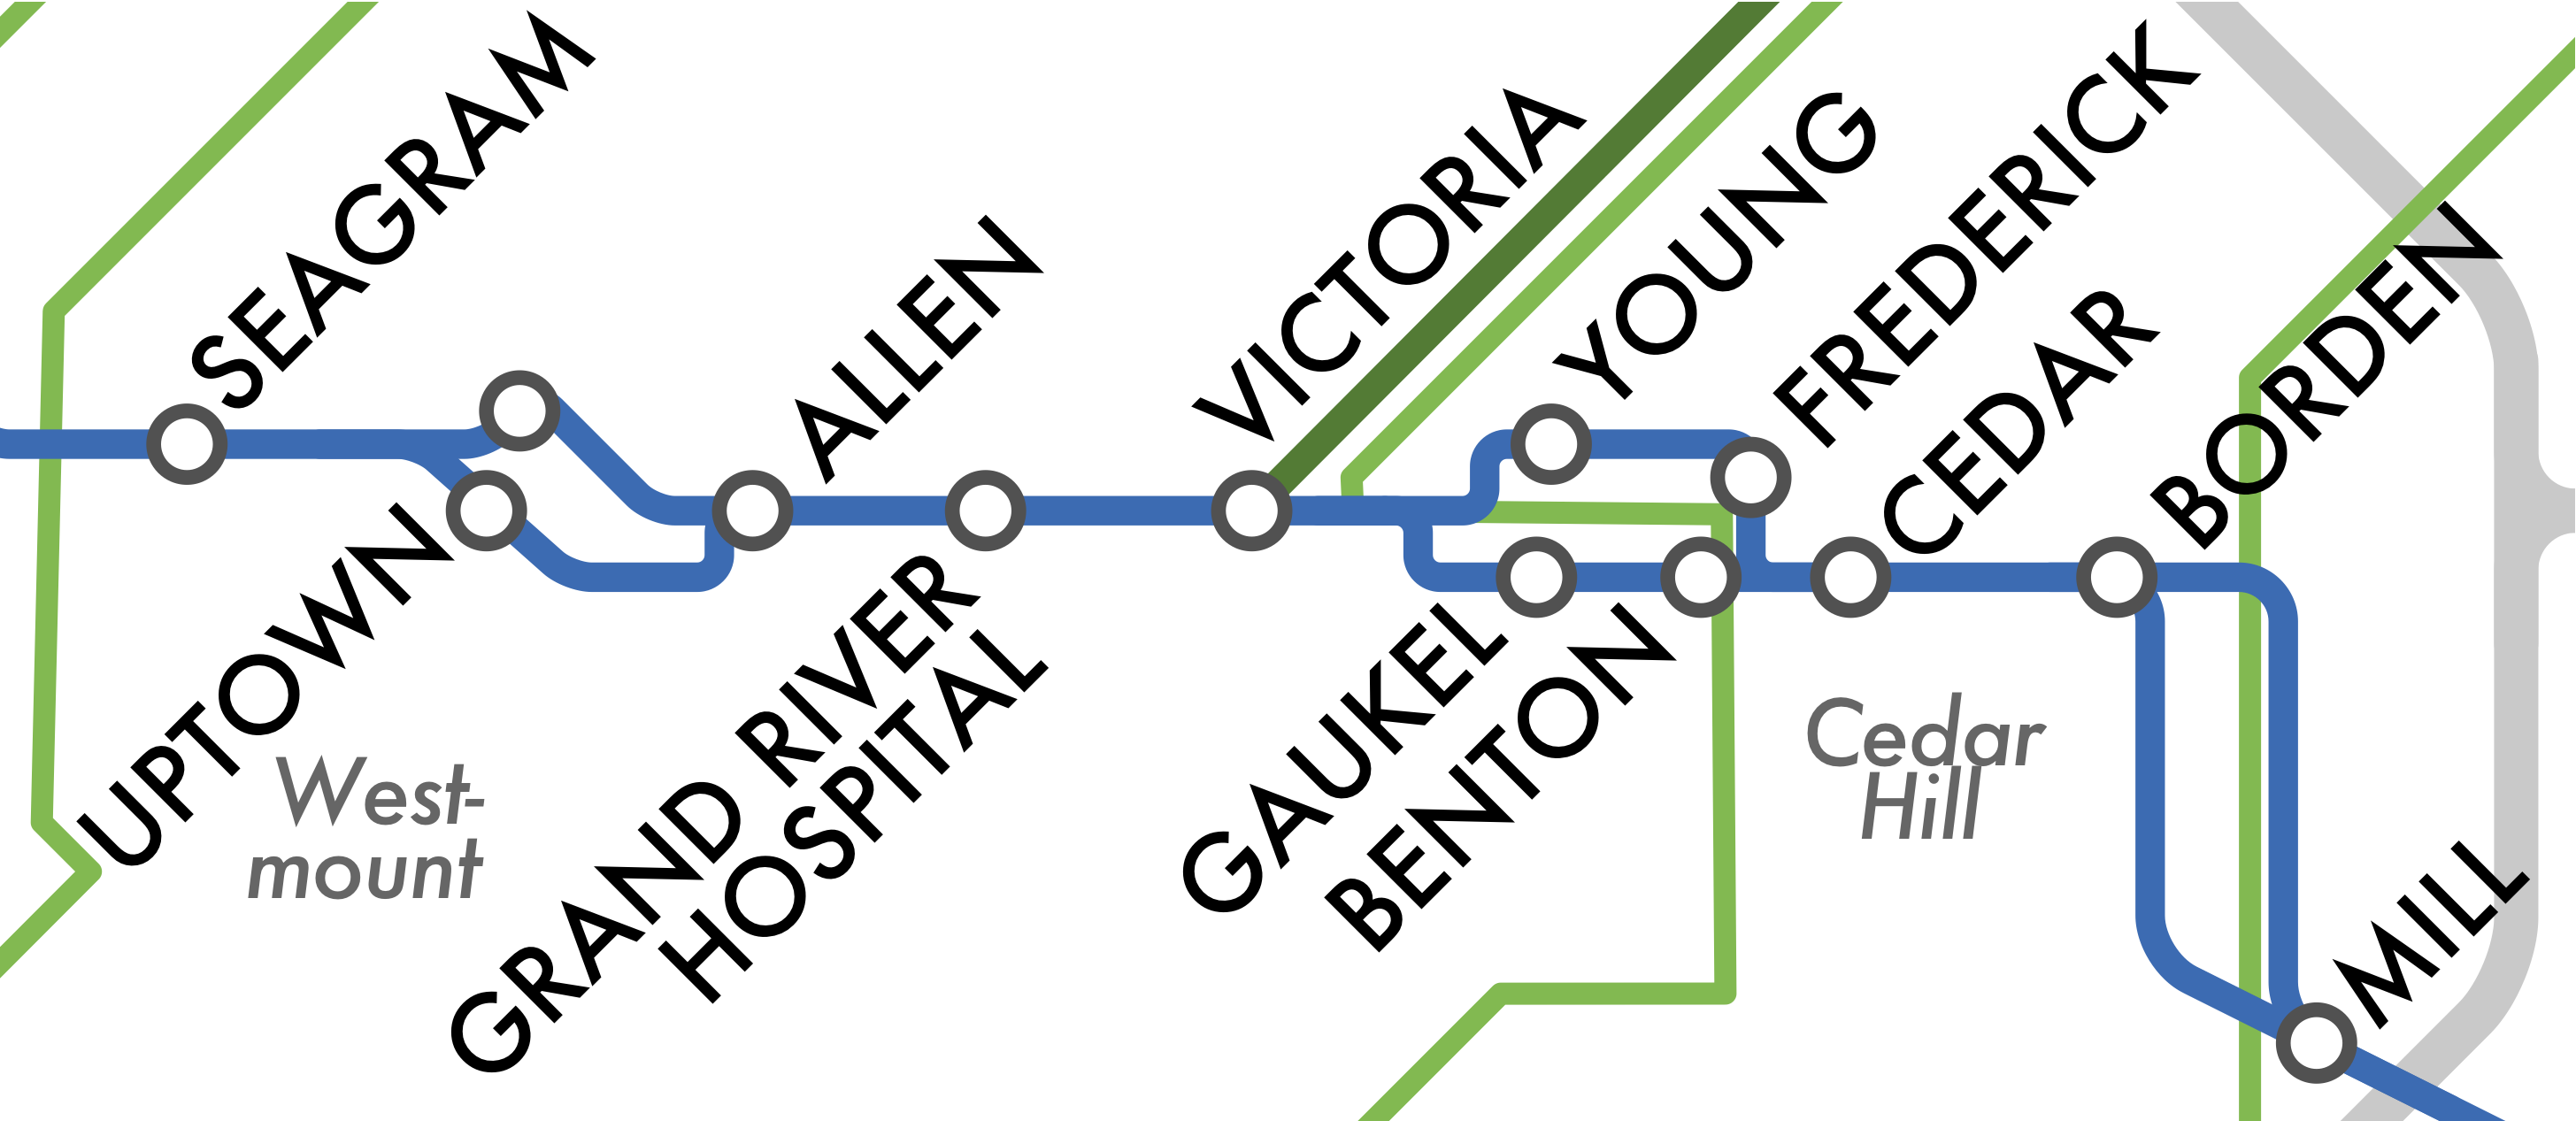 SEAGRAM
UPTOWN
West-
mount
ALLEN
GRAND RIVER
HOSPITAL
VICTORIA
YOUNG
FREDERICK
GAUKEL
BENTON
CEDAR
Cedar
Hill
BORDEN
MILL